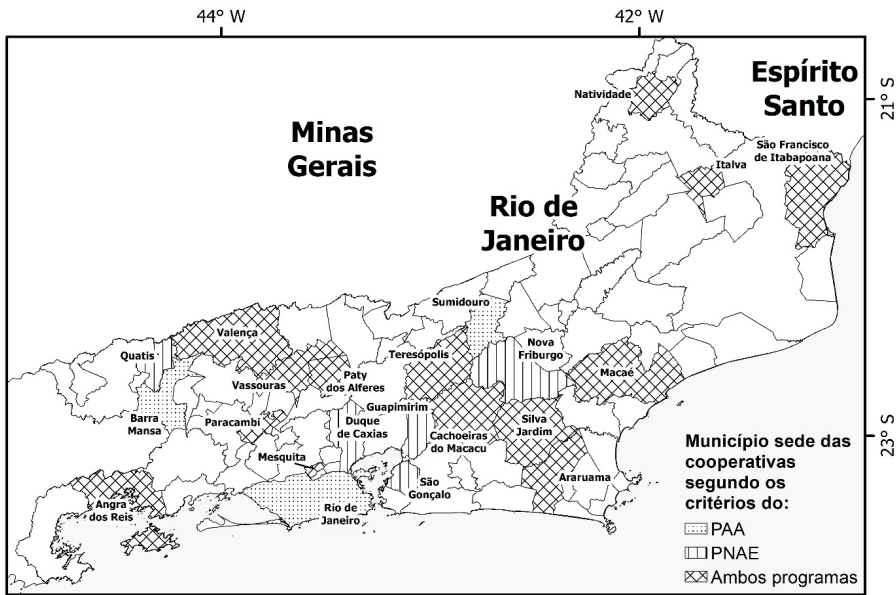 44° W
42° W
21° S
23° S
Espírito
Santo
Minas
Gerais
Rio de
Janeiro
Natividade
São Francisco
de Itabapoana
Italva
Sumidouro
Valença
Quatis
Teresópolis
Nova
Friburgo
Vassouras
Paty
dos Alferes
Macaé
Barra
Mansa
Paracambi
Guapimirim
Duque
de Caxias
Cachoeiras
do Macacu
Silva
Jardim
Mesquita
São
Gonçalo
Araruama
Angra
dos Reis
Rio de
Janeiro
Município sede das
cooperativas
segundo os
critérios do:
PAA
PNAE
Ambos programas